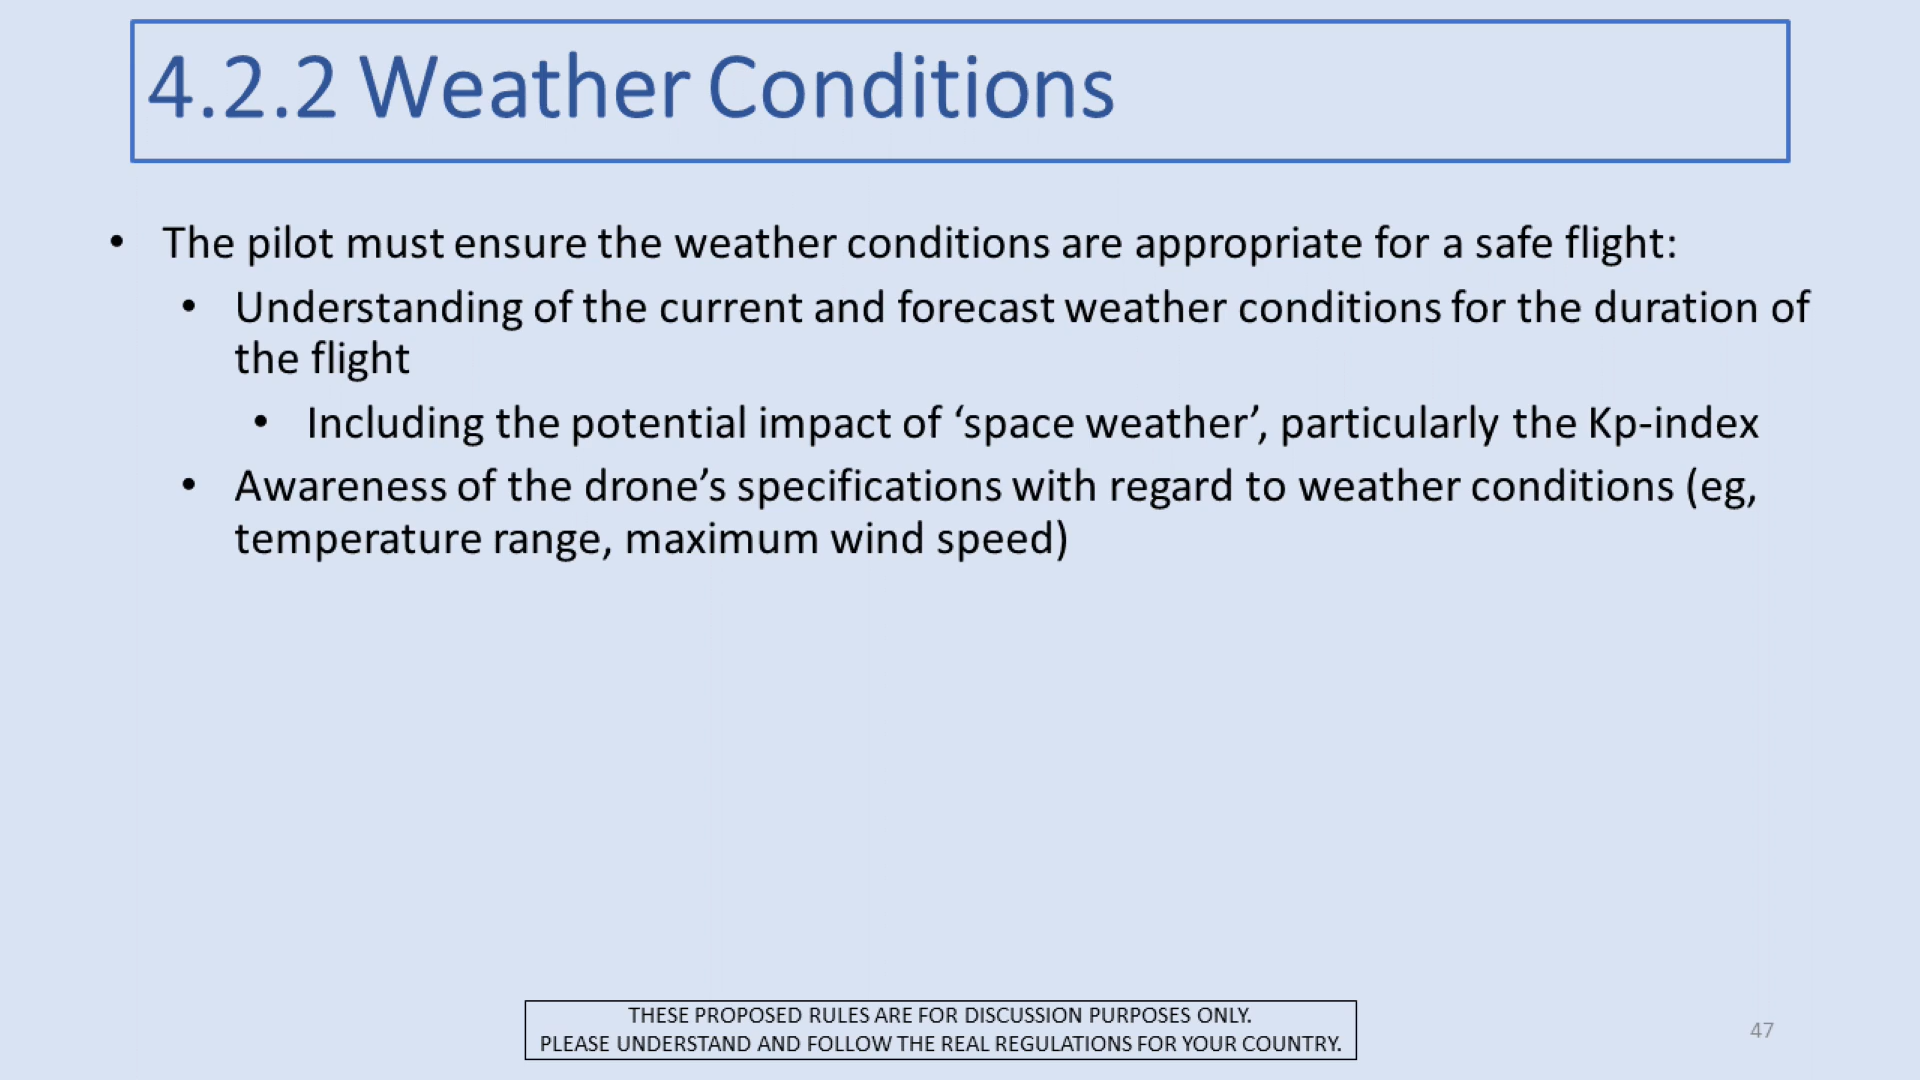 4.2.2 Weather Conditions
• The pilot must ensure the weather conditions are appropriate for a safe flight:
• Understanding of the current and forecast weather conditions for the duration of
the flight
• Including the potential impact of ‘space weather’, particularly the Kp-index
• Awareness of the drone’s specifications with regard to weather conditions (eg,
temperature range, maximum wind speed)
THESE PROPOSED RULES ARE FOR DISCUSSION PURPOSES ONLY.
PLEASE UNDERSTAND AND FOLLOW THE REAL REGULATIONS FOR YOUR COUNTRY.
47